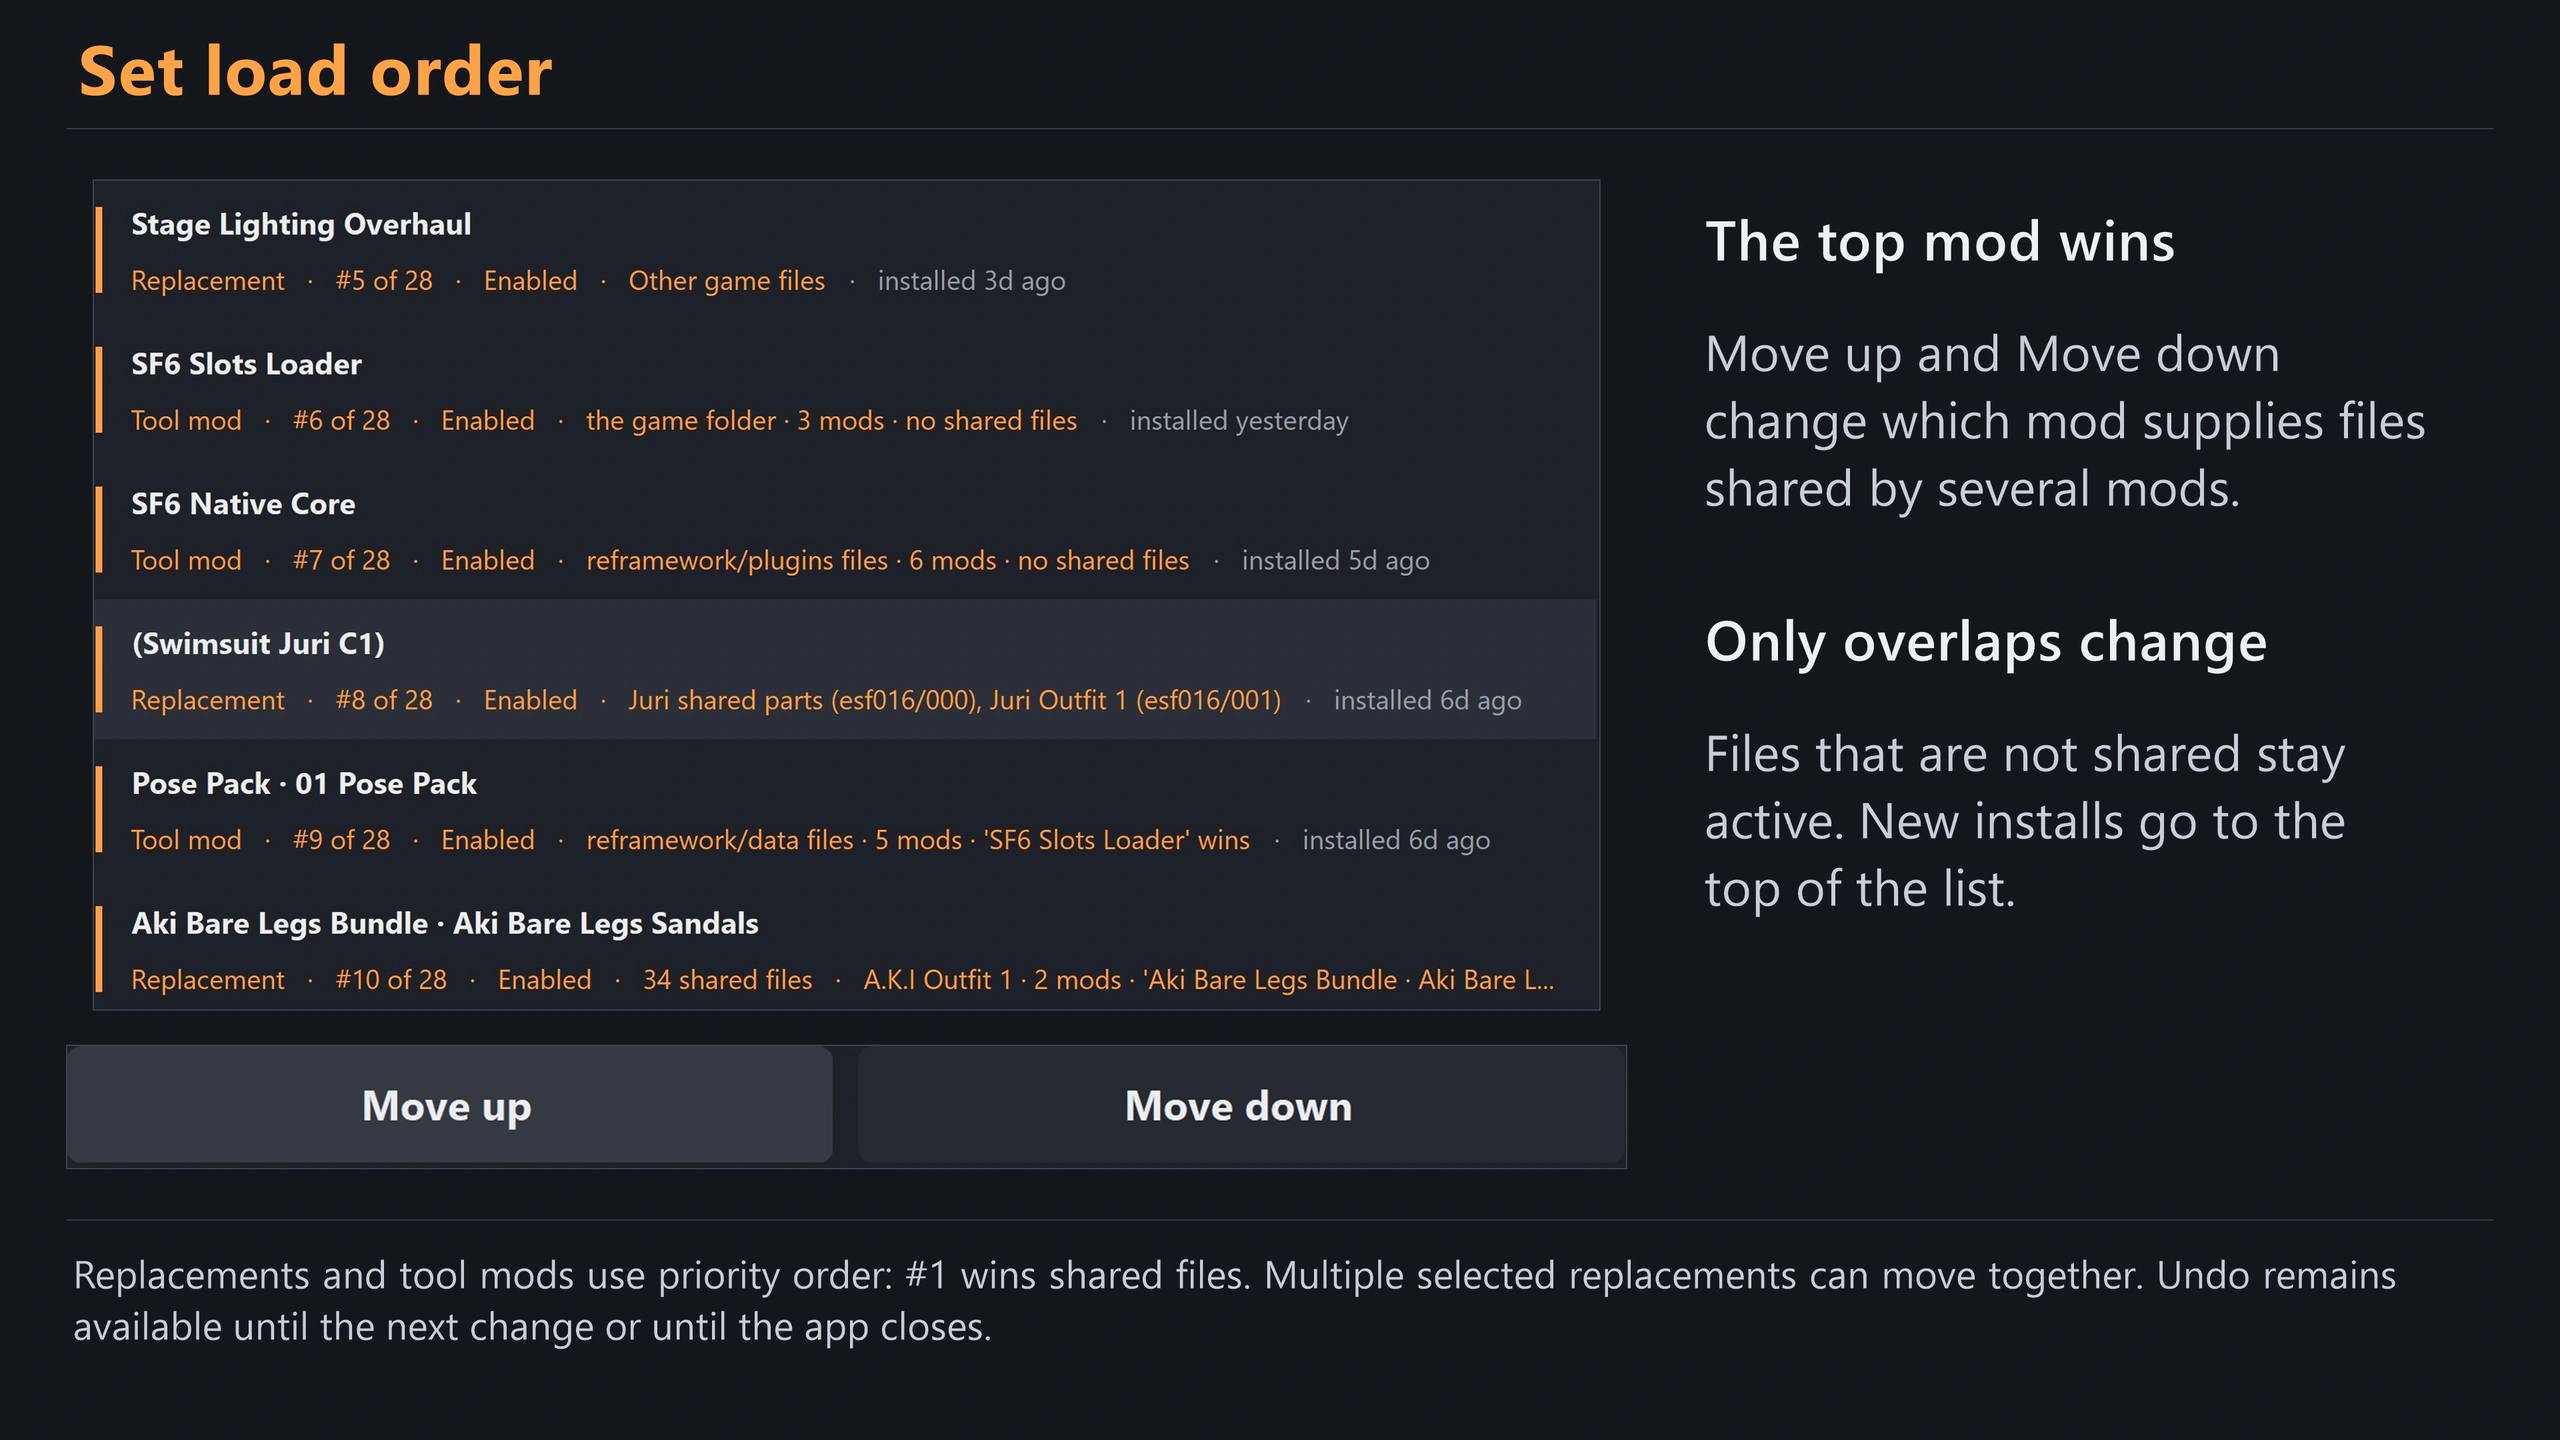 Set load order
Stage Lighting Overhaul
Replacement · #5 of 28 · Enabled · Other game files · installed 3d ago
SF6 Slots Loader
Tool mod · #6 of 28 · Enabled · the game folder · 3 mods · no shared files · installed yesterday
SF6 Native Core
Tool mod · #7 of 28 · Enabled · reframework/plugins files · 6 mods · no shared files · installed 5d ago
(Swimsuit Juri C1)
Replacement · #8 of 28 · Enabled · Juri shared parts (esf016/000), Juri Outfit 1 (esf016/001) · installed 6d ago
Pose Pack · 01 Pose Pack
Tool mod · #9 of 28 · Enabled · reframework/data files · 5 mods · 'SF6 Slots Loader' wins · installed 6d ago
Aki Bare Legs Bundle · Aki Bare Legs Sandals
Replacement · #10 of 28 · Enabled · 34 shared files · A.K.I Outfit 1 · 2 mods · 'Aki Bare Legs Bundle · Aki Bare L...
Move up
Move down
The top mod wins
Move up and Move down
change which mod supplies files
shared by several mods.
Only overlaps change
Files that are not shared stay
active. New installs go to the
top of the list.
Replacements and tool mods use priority order: #1 wins shared files. Multiple selected replacements can move together. Undo remains
available until the next change or until the app closes.